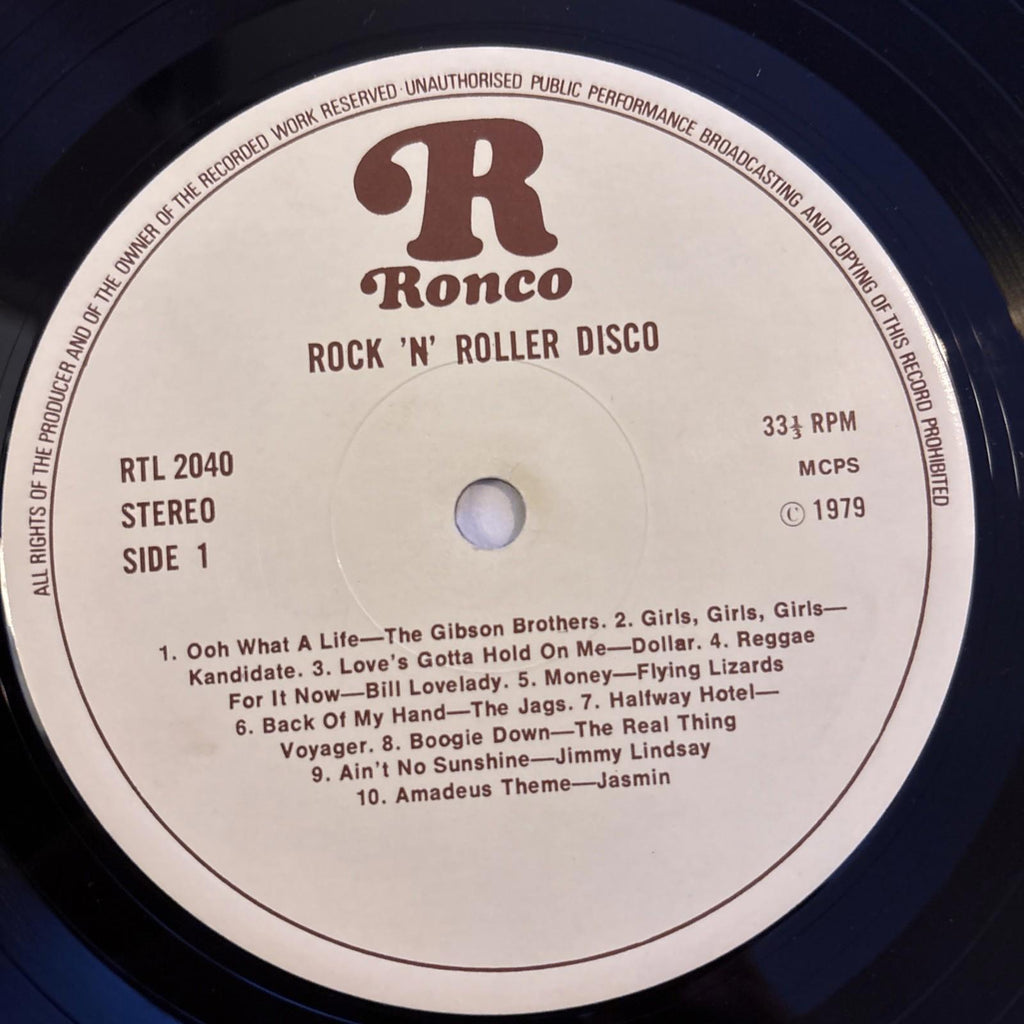 ALL RIGHTS OF THE PRODUCER AND OF THE OWNER OF THE RECORDED WORK RESERVED · UNAUTHORISED PUBLIC PERFORMANCE BROADCASTING AND COPYING OF THIS RECORD PROHIBITED
R
Ronco
ROCK 'N' ROLLER DISCO
RTL 2040
STEREO
SIDE 1
33⅓ RPM
MCPS
© 1979
1. Ooh What A Life—The Gibson Brothers. 2. Girls, Girls, Girls—
Kandidate. 3. Love's Gotta Hold On Me—Dollar. 4. Reggae
For It Now—Bill Lovelady. 5. Money—Flying Lizards
6. Back Of My Hand—The Jags. 7. Halfway Hotel—
Voyager. 8. Boogie Down—The Real Thing
9. Ain't No Sunshine—Jimmy Lindsay
10. Amadeus Theme—Jasmin